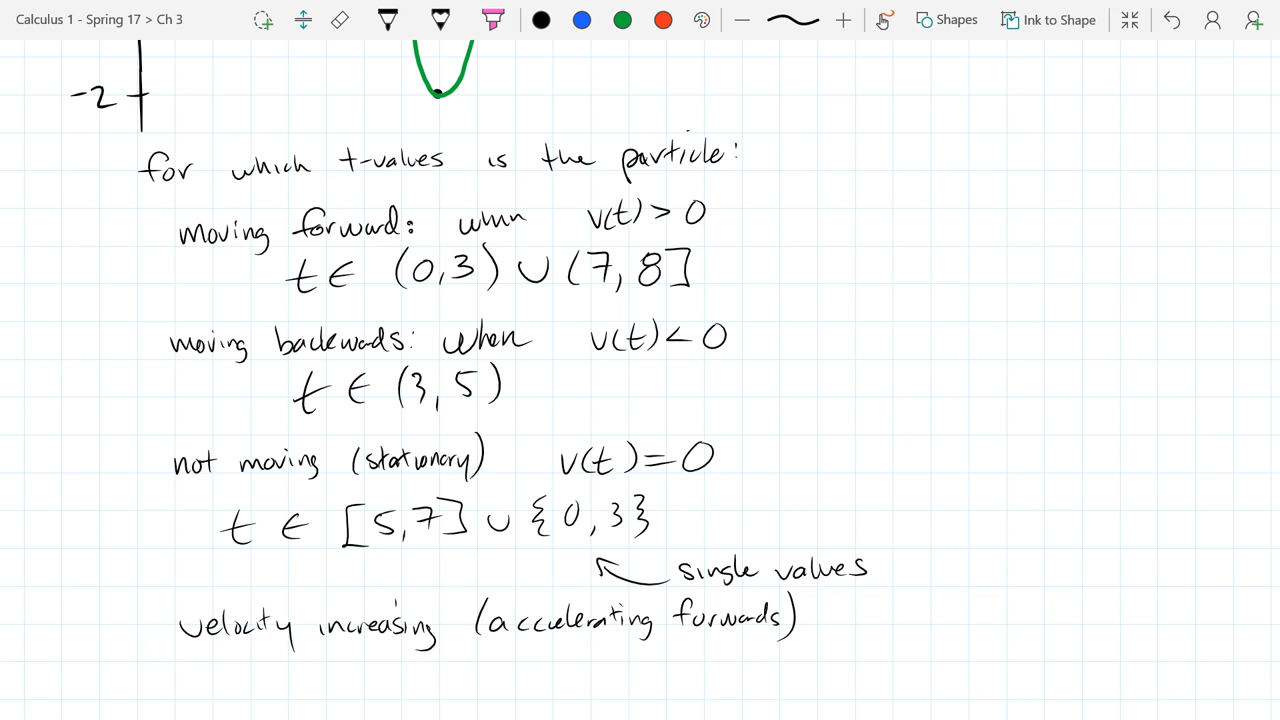 Calculus 1 - Spring 17 > Ch 3
Shapes
Ink to Shape
-2
for which t-values is the particle:
moving forward: when v(t) > 0
t ∈ (0,3) ∪ (7,8]
moving backwads: when v(t) < 0
t ∈ (3,5)
not moving (stationary) v(t) = 0
t ∈ [5,7] ∪ {0,3}
single values
velocity increasing (accelerating forwards)